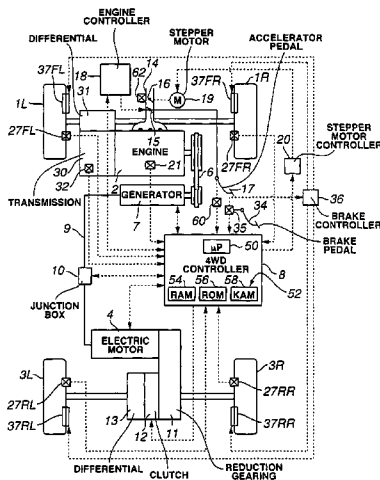 ENGINE CONTROLLER
DIFFERENTIAL
STEPPER MOTOR
ACCELERATOR PEDAL
37FL
18
62
14
16
37FR
1R
31
M
19
1L
15
ENGINE
27FL
30
32
21
6
27FR
20
17
STEPPER MOTOR CONTROLLER
TRANSMISSION
2
GENERATOR
7
60
34
35
36
BRAKE CONTROLLER
BRAKE PEDAL
9
μP
50
4WD CONTROLLER
8
10
54
56
58
52
RAM
ROM
KAM
JUNCTION BOX
4
ELECTRIC MOTOR
3L
3R
27RL
27RR
37RL
13
12
11
37RR
DIFFERENTIAL
CLUTCH
REDUCTION GEARING